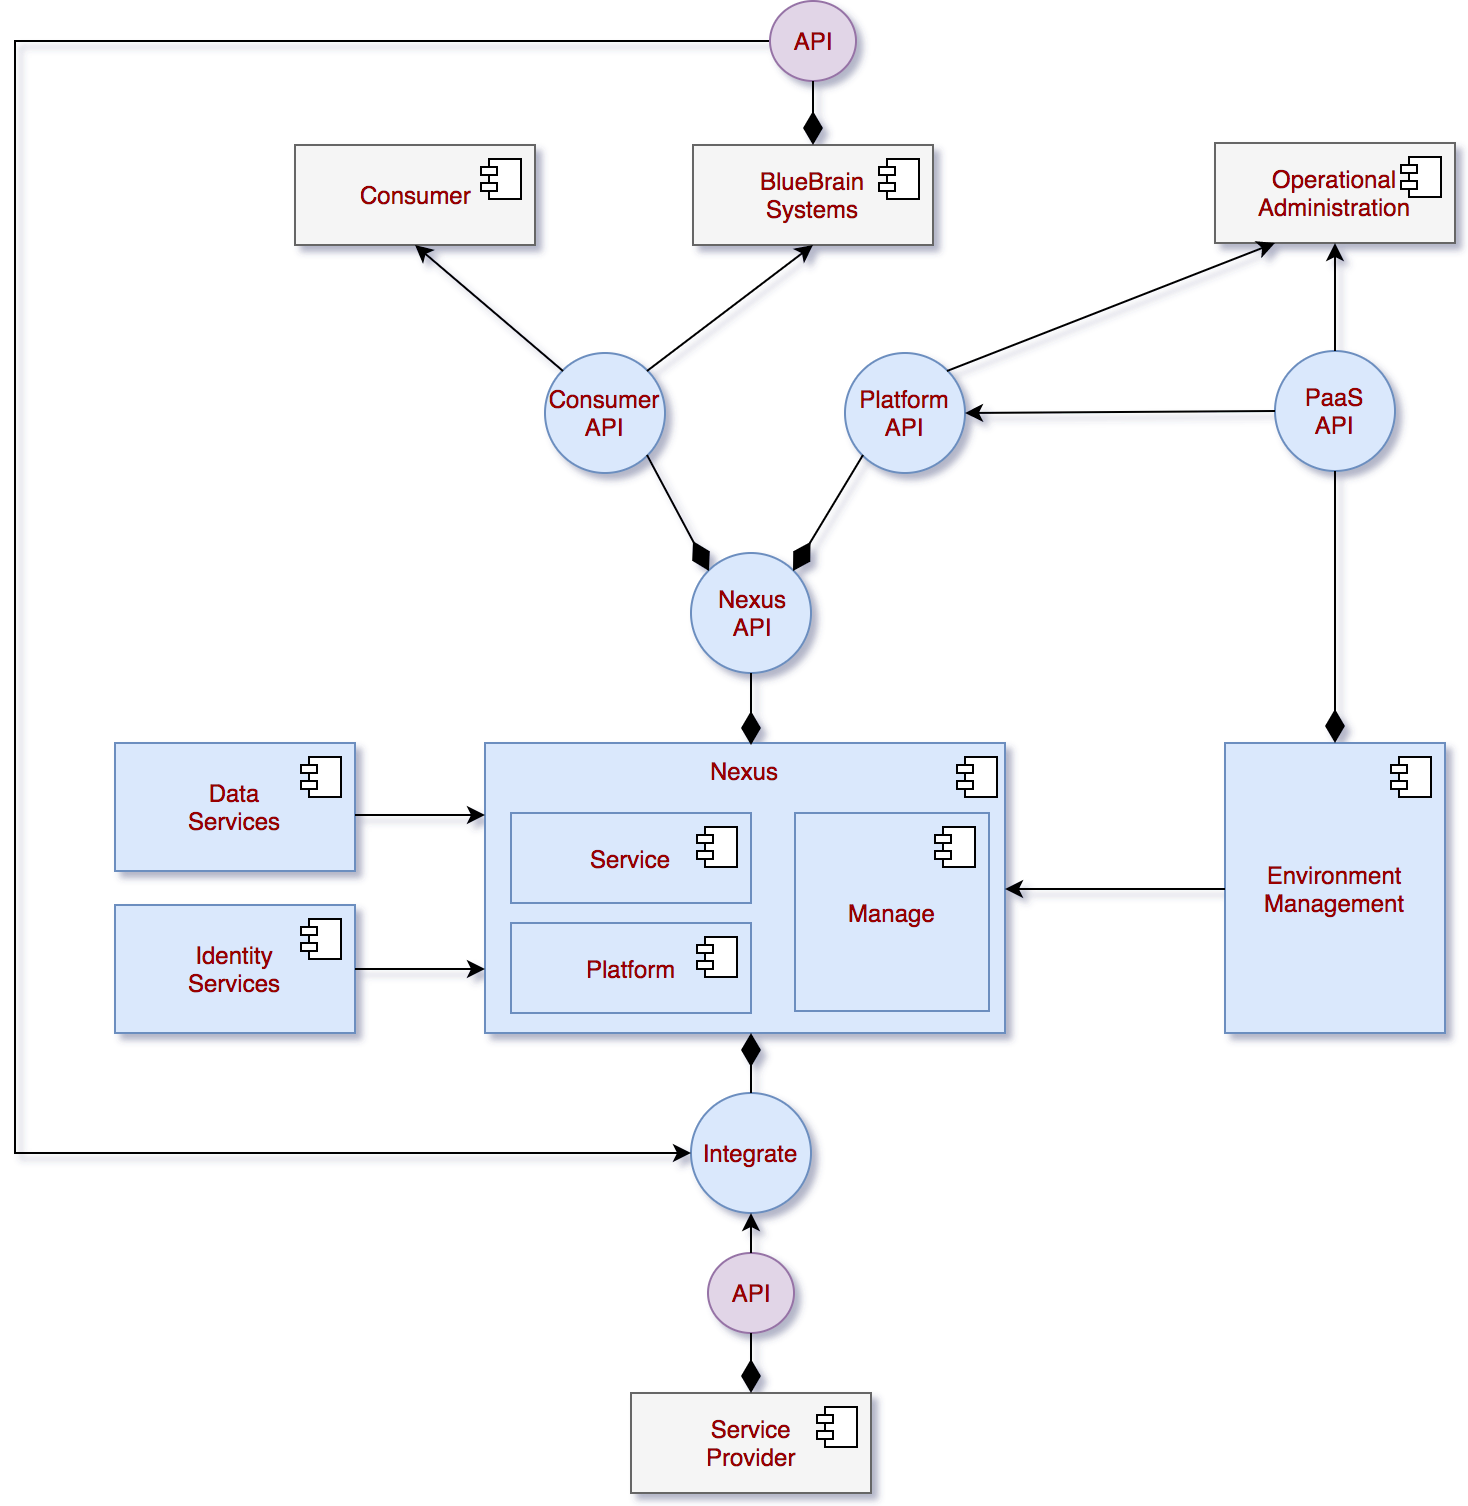 API
Consumer
BlueBrain
Systems
Operational
Administration
Consumer
API
Platform
API
PaaS
API
Nexus
API
Data
Services
Nexus
Service
Manage
Environment
Management
Identity
Services
Platform
Integrate
API
Service
Provider